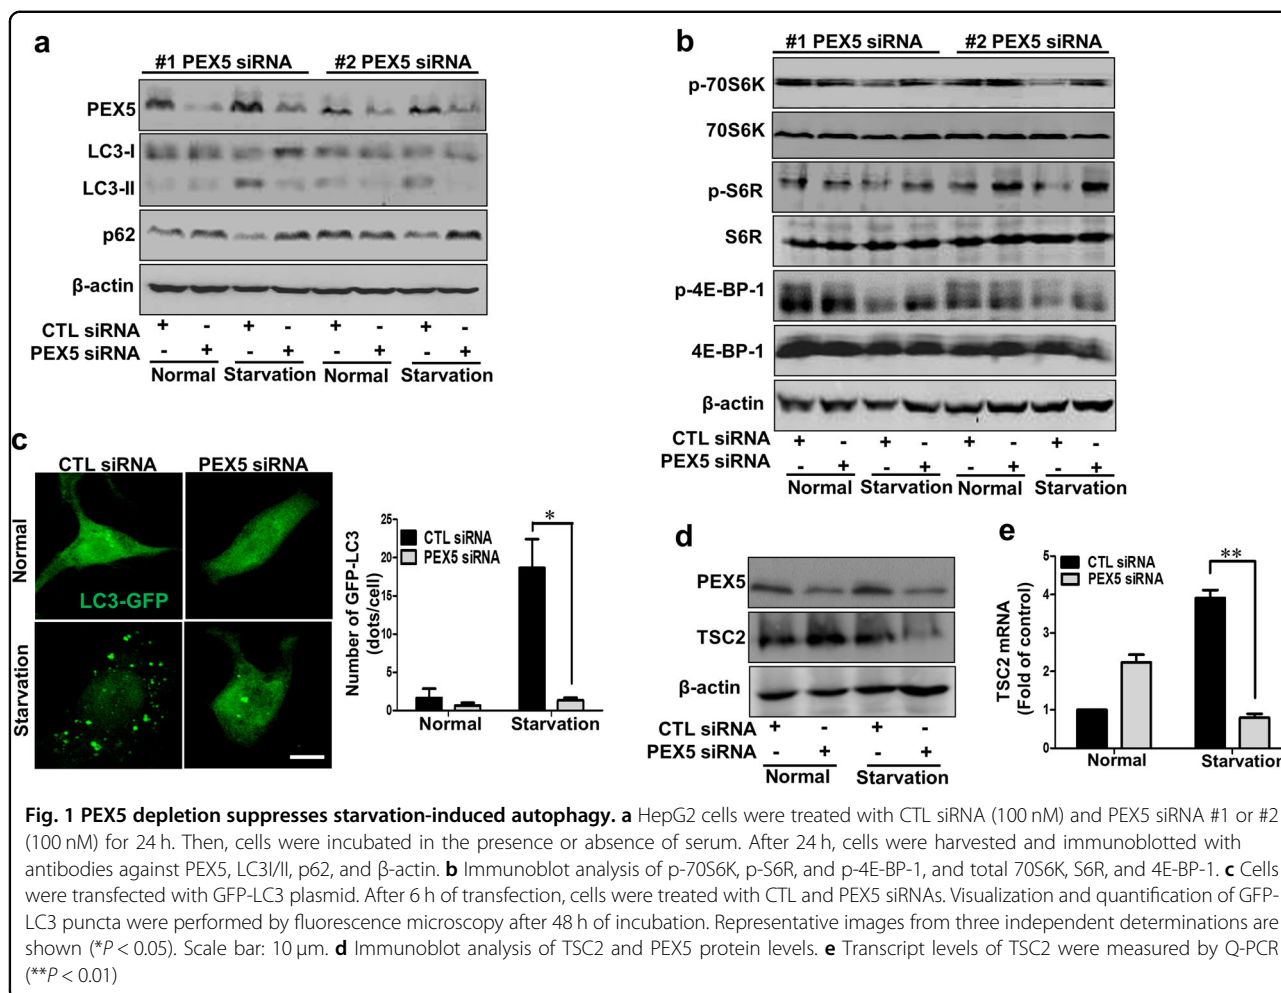 a
#1 PEX5 siRNA #2 PEX5 siRNA
PEX5
LC3-I
LC3-II
p62
β-actin
CTL siRNA + - + - + - + -
PEX5 siRNA - + - + - + - +
Normal Starvation Normal Starvation
b
#1 PEX5 siRNA #2 PEX5 siRNA
p-70S6K
70S6K
p-S6R
S6R
p-4E-BP-1
4E-BP-1
β-actin
CTL siRNA + - + - + - + -
PEX5 siRNA - + - + - + - +
Normal Starvation Normal Starvation
c
CTL siRNA PEX5 siRNA
Normal
LC3-GFP
Starvation
Number of GFP-LC3
(dots/cell)
25
20
15
10
5
0
CTL siRNA
PEX5 siRNA
*
Normal Starvation
d
PEX5
TSC2
β-actin
CTL siRNA + - + -
PEX5 siRNA - + - +
Normal Starvation
e
TSC2 mRNA
(Fold of control)
5
4
3
2
1
0
CTL siRNA
PEX5 siRNA
**
Normal Starvation
Fig. 1 PEX5 depletion suppresses starvation-induced autophagy. a HepG2 cells were treated with CTL siRNA (100 nM) and PEX5 siRNA #1 or #2
(100 nM) for 24 h. Then, cells were incubated in the presence or absence of serum. After 24 h, cells were harvested and immunoblotted with
antibodies against PEX5, LC3I/II, p62, and β-actin. b Immunoblot analysis of p-70S6K, p-S6R, and p-4E-BP-1, and total 70S6K, S6R, and 4E-BP-1. c Cells
were transfected with GFP-LC3 plasmid. After 6 h of transfection, cells were treated with CTL and PEX5 siRNAs. Visualization and quantification of GFP-
LC3 puncta were performed by fluorescence microscopy after 48 h of incubation. Representative images from three independent determinations are
shown (*P < 0.05). Scale bar: 10 μm. d Immunoblot analysis of TSC2 and PEX5 protein levels. e Transcript levels of TSC2 were measured by Q-PCR
(**P < 0.01)